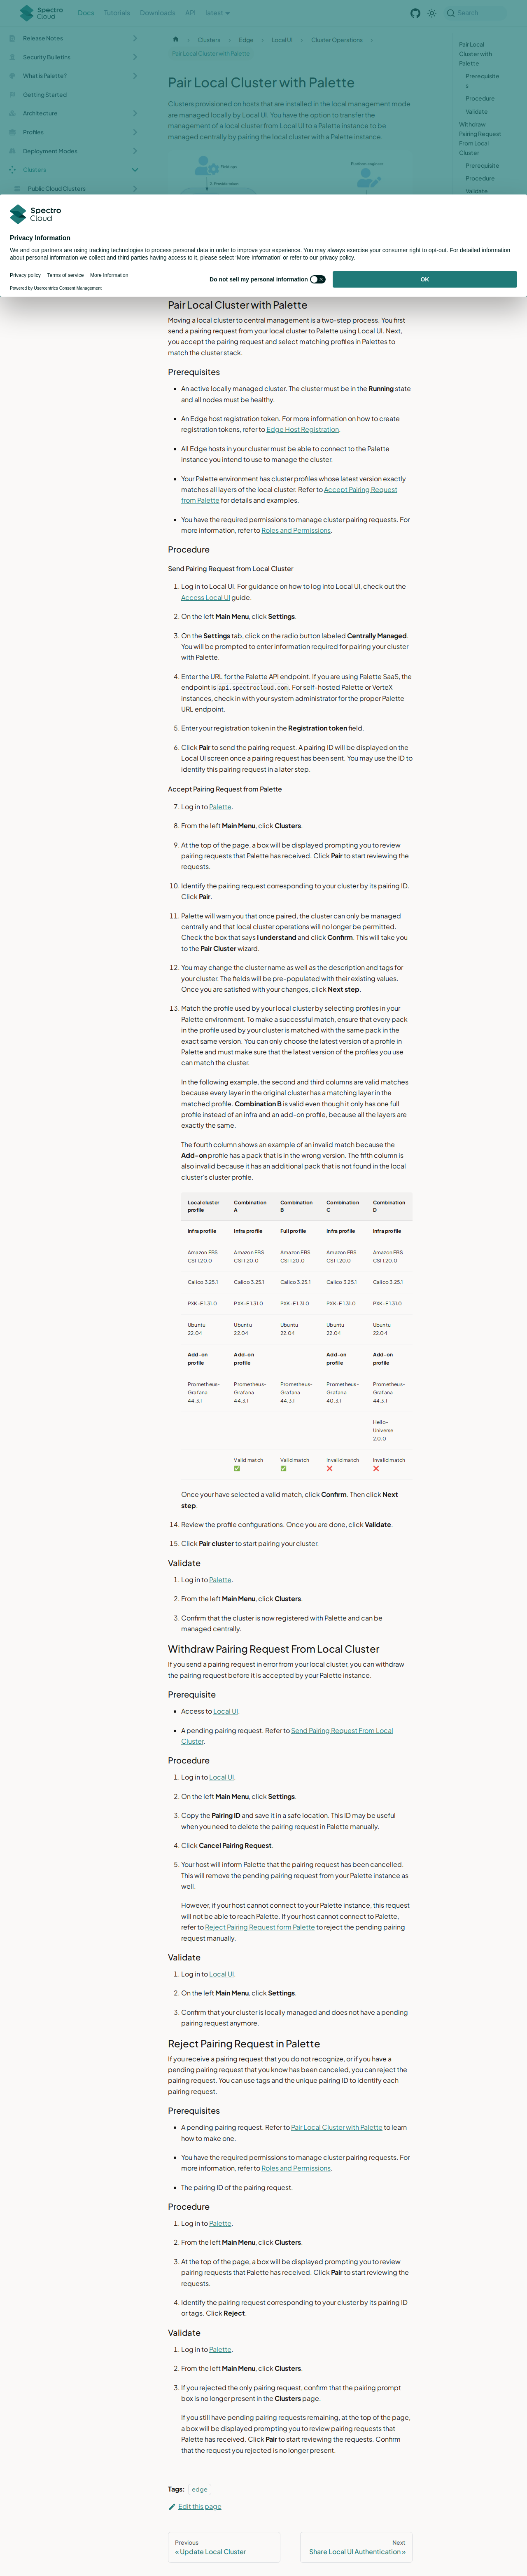 Spectro
Cloud
Docs
Tutorials
Downloads
API
latest
Search
Release Notes
Security Bulletins
What is Palette?
Getting Started
Architecture
Profiles
Deployment Modes
Clusters
Public Cloud Clusters
Clusters
Edge
Local UI
Cluster Operations
Pair Local Cluster with Palette
Pair Local Cluster with Palette
Clusters provisioned on hosts that are installed in the local management mode
are managed locally by Local UI. You have the option to transfer the
management of a local cluster from Local UI to a Palette instance to be
managed centrally by pairing the local cluster with a Palette instance.
Pair Local
Cluster with
Palette
Prerequisite
s
Procedure
Validate
Withdraw
Pairing Request
From Local
Cluster
Prerequisite
Procedure
Validate
Spectro
Cloud
Privacy Information
We and our partners are using tracking technologies to process personal data in order to improve your experience. You may always exercise your consumer right to opt-out. For detailed information
about personal information we collect and third parties having access to it, please select 'More Information' or refer to our privacy policy.
Privacy policy
Terms of service
More Information
Powered by Usercentrics Consent Management
Do not sell my personal information
OK
Pair Local Cluster with Palette
Moving a local cluster to central management is a two-step process. You first
send a pairing request from your local cluster to Palette using Local UI. Next,
you accept the pairing request and select matching profiles in Palettes to
match the cluster stack.
Prerequisites
An active locally managed cluster. The cluster must be in the Running state
and all nodes must be healthy.
An Edge host registration token. For more information on how to create
registration tokens, refer to Edge Host Registration.
All Edge hosts in your cluster must be able to connect to the Palette
instance you intend to use to manage the cluster.
Your Palette environment has cluster profiles whose latest version exactly
matches all layers of the local cluster. Refer to Accept Pairing Request
from Palette for details and examples.
You have the required permissions to manage cluster pairing requests. For
more information, refer to Roles and Permissions.
Procedure
Send Pairing Request from Local Cluster
1. Log in to Local UI. For guidance on how to log into Local UI, check out the
Access Local UI guide.
2. On the left Main Menu, click Settings.
3. On the Settings tab, click on the radio button labeled Centrally Managed.
You will be prompted to enter information required for pairing your cluster
with Palette.
4. Enter the URL for the Palette API endpoint. If you are using Palette SaaS, the
endpoint is api.spectrocloud.com. For self-hosted Palette or VerteX
instances, check in with your system administrator for the proper Palette
URL endpoint.
5. Enter your registration token in the Registration token field.
6. Click Pair to send the pairing request. A pairing ID will be displayed on the
Local UI screen once a pairing request has been sent. You may use the ID to
identify this pairing request in a later step.
Accept Pairing Request from Palette
7. Log in to Palette.
8. From the left Main Menu, click Clusters.
9. At the top of the page, a box will be displayed prompting you to review
pairing requests that Palette has received. Click Pair to start reviewing the
requests.
10. Identify the pairing request corresponding to your cluster by its pairing ID.
Click Pair.
11. Palette will warn you that once paired, the cluster can only be managed
centrally and that local cluster operations will no longer be permitted.
Check the box that says I understand and click Confirm. This will take you
to the Pair Cluster wizard.
12. You may change the cluster name as well as the description and tags for
your cluster. The fields will be pre-populated with their existing values.
Once you are satisfied with your changes, click Next step.
13. Match the profile used by your local cluster by selecting profiles in your
Palette environment. To make a successful match, ensure that every pack
in the profile used by your cluster is matched with the same pack in the
exact same version. You can only choose the latest version of a profile in
Palette and must make sure that the latest version of the profiles you use
can match the cluster.
In the following example, the second and third columns are valid matches
because every layer in the original cluster has a matching layer in the
matched profile. Combination B is valid even though it only has one full
profile instead of an infra and an add-on profile, because all the layers are
exactly the same.
The fourth column shows an example of an invalid match because the
Add-on profile has a pack that is in the wrong version. The fifth column is
also invalid because it has an additional pack that is not found in the local
cluster's cluster profile.
Local cluster profile
Combination A
Combination B
Combination C
Combination D
Infra profile
Infra profile
Full profile
Infra profile
Infra profile
Amazon EBS CSI 1.20.0
Amazon EBS CSI 1.20.0
Amazon EBS CSI 1.20.0
Amazon EBS CSI 1.20.0
Amazon EBS CSI 1.20.0
Calico 3.25.1
Calico 3.25.1
Calico 3.25.1
Calico 3.25.1
Calico 3.25.1
PXK-E 1.31.0
PXK-E 1.31.0
PXK-E 1.31.0
PXK-E 1.31.0
PXK-E 1.31.0
Ubuntu 22.04
Ubuntu 22.04
Ubuntu 22.04
Ubuntu 22.04
Ubuntu 22.04
Add-on profile
Add-on profile
Add-on profile
Add-on profile
Prometheus-Grafana 44.3.1
Prometheus-Grafana 44.3.1
Prometheus-Grafana 44.3.1
Prometheus-Grafana 40.3.1
Prometheus-Grafana 44.3.1
Hello-Universe 2.0.0
Valid match ✅
Valid match ✅
Invalid match ❌
Invalid match ❌
Once your have selected a valid match, click Confirm. Then click Next
step.
14. Review the profile configurations. Once you are done, click Validate.
15. Click Pair cluster to start pairing your cluster.
Validate
1. Log in to Palette.
2. From the left Main Menu, click Clusters.
3. Confirm that the cluster is now registered with Palette and can be
managed centrally.
Withdraw Pairing Request From Local Cluster
If you send a pairing request in error from your local cluster, you can withdraw
the pairing request before it is accepted by your Palette instance.
Prerequisite
Access to Local UI.
A pending pairing request. Refer to Send Pairing Request From Local
Cluster.
Procedure
1. Log in to Local UI.
2. On the left Main Menu, click Settings.
3. Copy the Pairing ID and save it in a safe location. This ID may be useful
when you need to delete the pairing request in Palette manually.
4. Click Cancel Pairing Request.
5. Your host will inform Palette that the pairing request has been cancelled.
This will remove the pending pairing request from your Palette instance as
well.
However, if your host cannot connect to your Palette instance, this request
will not be able to reach Palette. If your host cannot connect to Palette,
refer to Reject Pairing Request form Palette to reject the pending pairing
request manually.
Validate
1. Log in to Local UI.
2. On the left Main Menu, click Settings.
3. Confirm that your cluster is locally managed and does not have a pending
pairing request anymore.
Reject Pairing Request in Palette
If you receive a pairing request that you do not recognize, or if you have a
pending pairing request that you know has been canceled, you can reject the
pairing request. You can use tags and the unique pairing ID to identify each
pairing request.
Prerequisites
A pending pairing request. Refer to Pair Local Cluster with Palette to learn
how to make one.
You have the required permissions to manage cluster pairing requests. For
more information, refer to Roles and Permissions.
The pairing ID of the pairing request.
Procedure
1. Log in to Palette.
2. From the left Main Menu, click Clusters.
3. At the top of the page, a box will be displayed prompting you to review
pairing requests that Palette has received. Click Pair to start reviewing the
requests.
4. Identify the pairing request corresponding to your cluster by its pairing ID
or tags. Click Reject.
Validate
1. Log in to Palette.
2. From the left Main Menu, click Clusters.
3. If you rejected the only pairing request, confirm that the pairing prompt
box is no longer present in the Clusters page.
If you still have pending pairing requests remaining, at the top of the page,
a box will be displayed prompting you to review pairing requests that
Palette has received. Click Pair to start reviewing the requests. Confirm
that the request you rejected is no longer present.
Tags: edge
Edit this page
Previous
« Update Local Cluster
Next
Share Local UI Authentication »